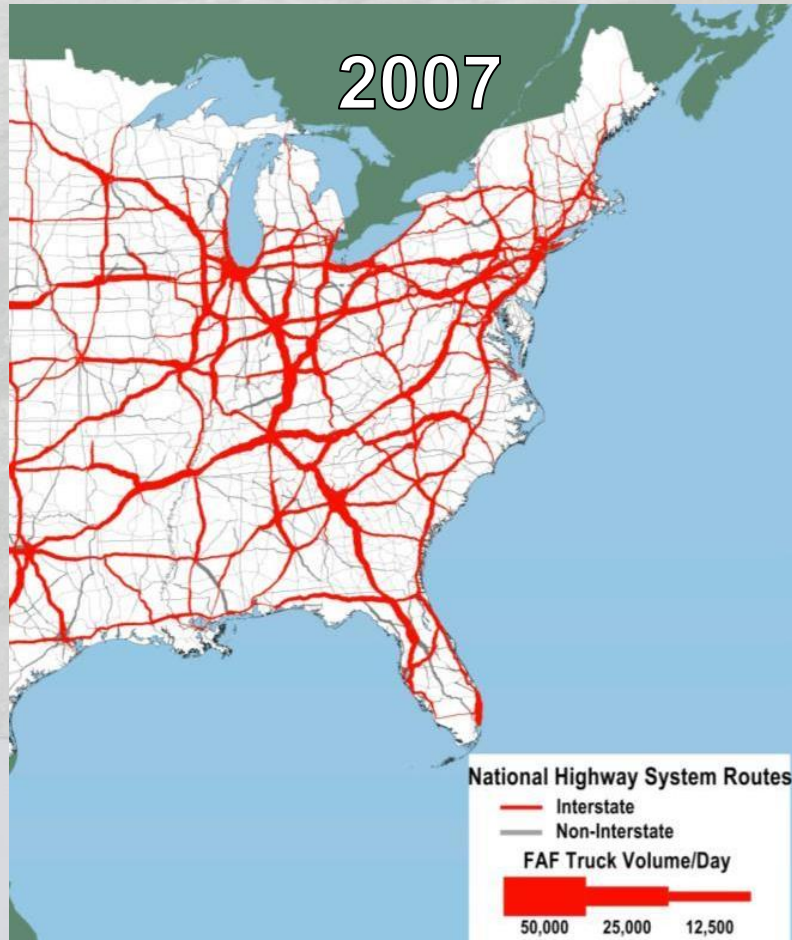 2007
National Highway System Routes
Interstate
Non-Interstate
FAF Truck Volume/Day
50,000 25,000 12,500